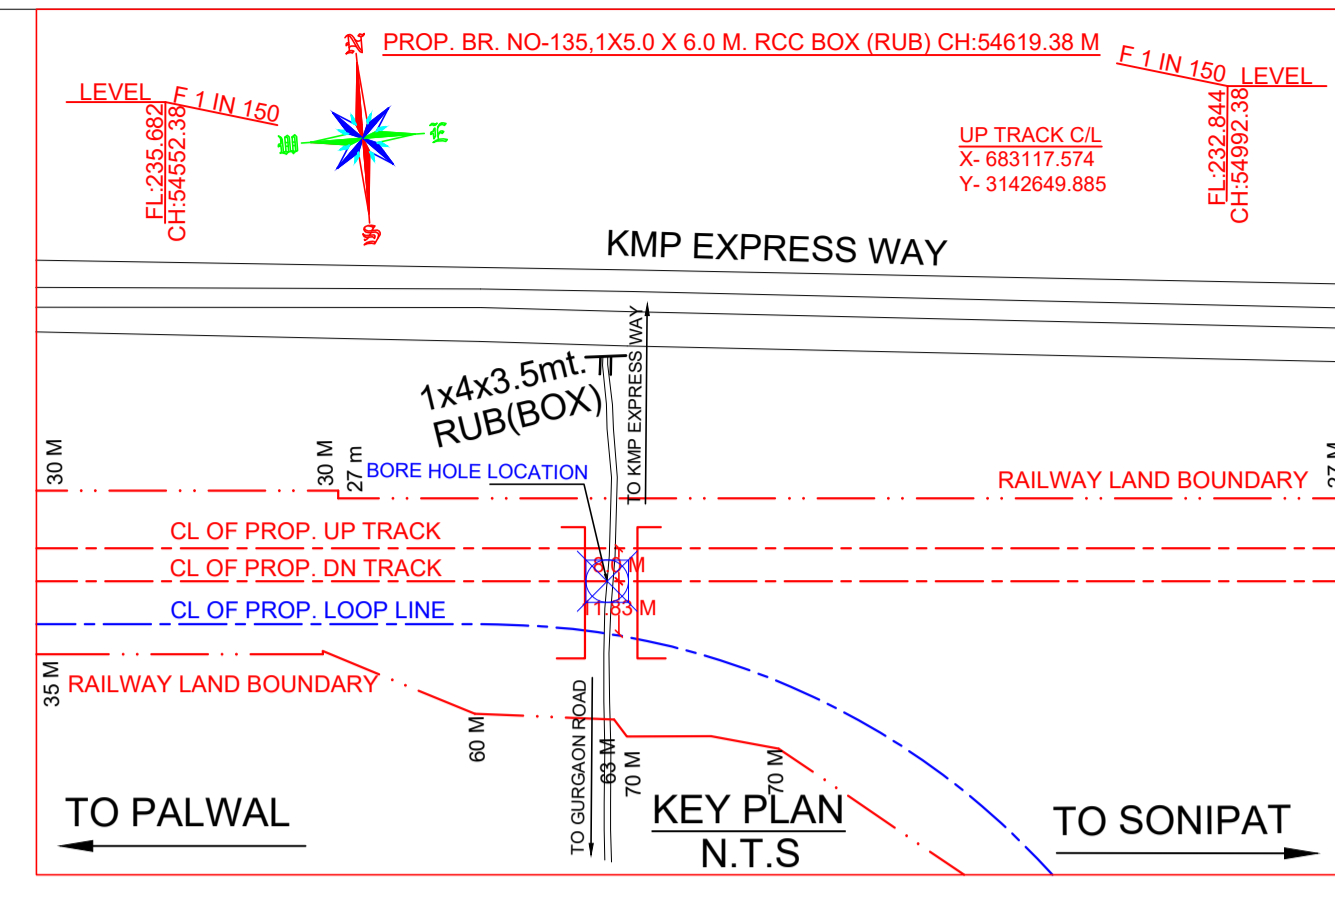 PROP. BR. NO-135,1X5.0 X 6.0 M. RCC BOX (RUB) CH:54619.38 M
N
E
S
LEVEL
F 1 IN 150
FL:235.682
CH:54552.38
F 1 IN 150
LEVEL
FL:232.844
CH:54992.38
UP TRACK C/L
X- 683117.574
Y- 3142649.885
KMP EXPRESS WAY
1x4x3.5mt.
RUB(BOX)
TO KMP EXPRESS WAY
30 M
30 M
27 m
27 M
BORE HOLE LOCATION
RAILWAY LAND BOUNDARY
CL OF PROP. UP TRACK
CL OF PROP. DN TRACK
8.0 M
CL OF PROP. LOOP LINE
11.83 M
35 M
RAILWAY LAND BOUNDARY
60 M
TO GURGAON ROAD
63 M
70 M
70 M
TO PALWAL
KEY PLAN
N.T.S
TO SONIPAT